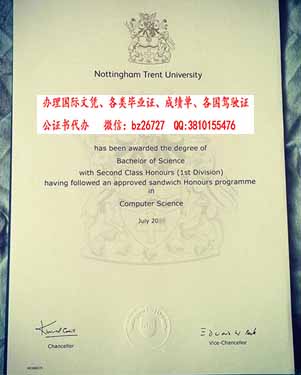 Nottingham Trent University
办理国际文凭、各类毕业证、成绩单、各国驾驶证
公证书代办 微信：bz26727 QQ:3810155476
has been awarded the degree of
Bachelor of Science
with Second Class Honours (1st Division)
having followed an approved sandwich Honours programme
in
Computer Science
July 20
Chancellor
Vice-Chancellor